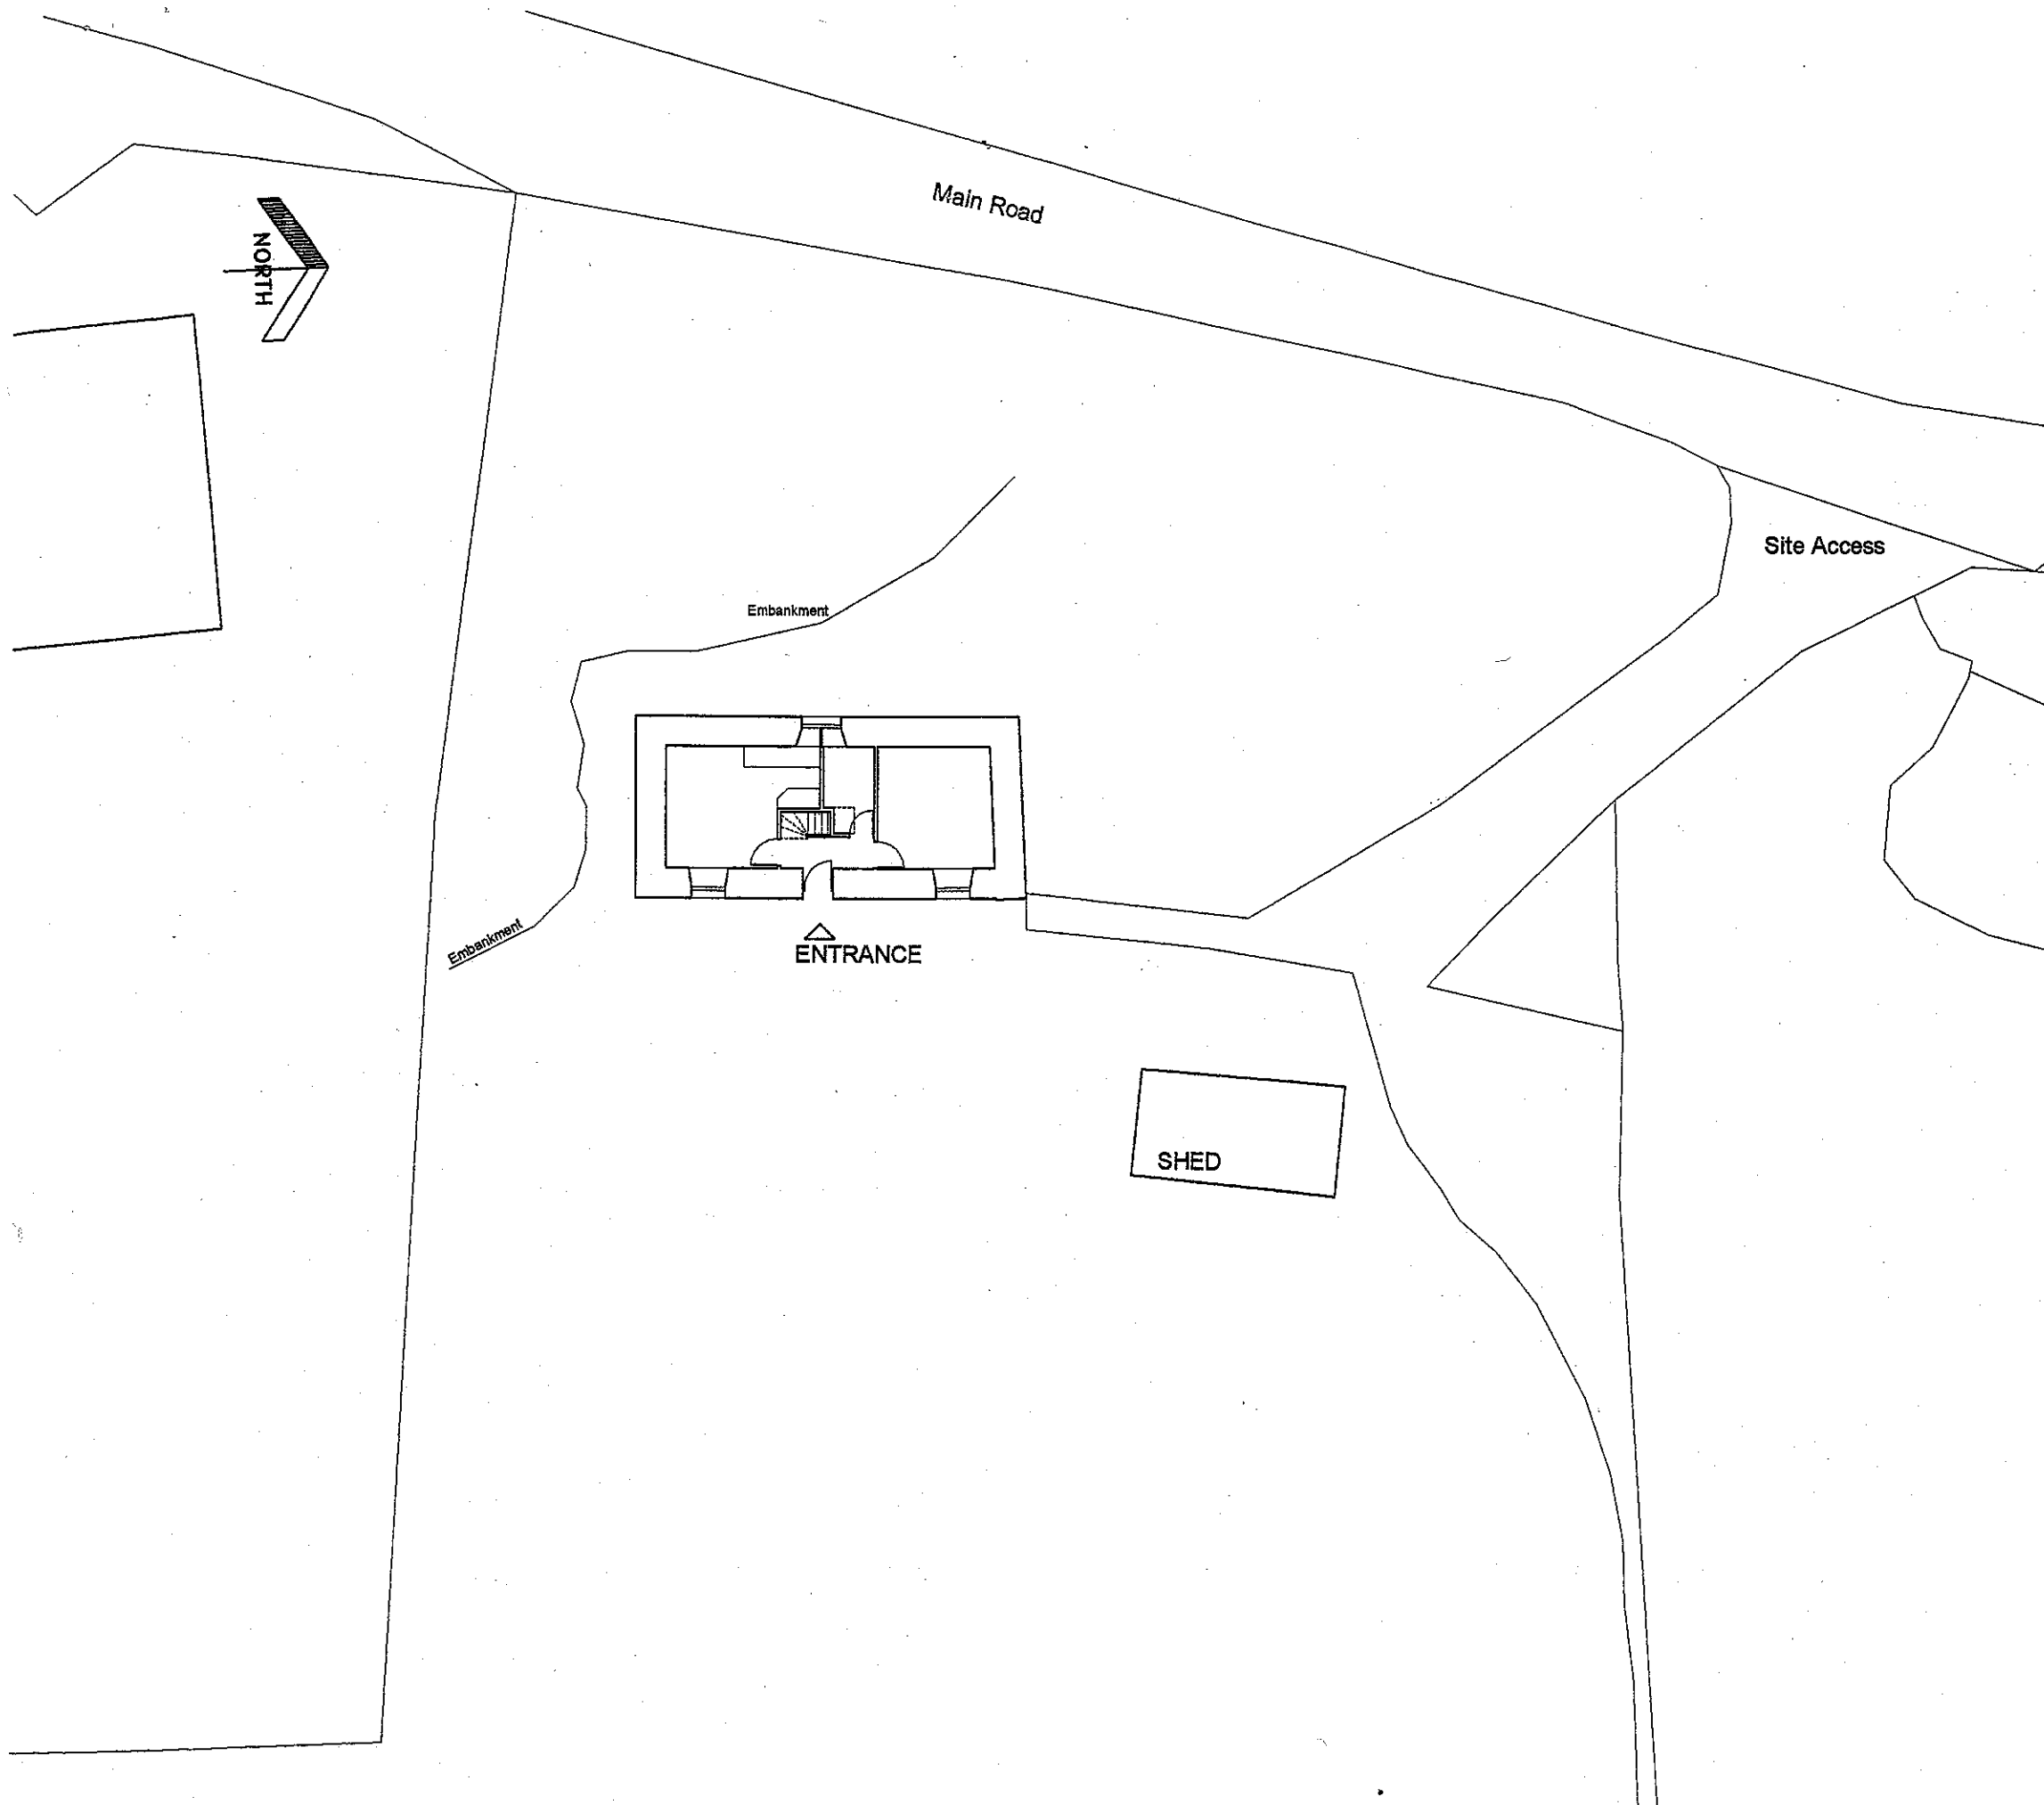 Main Road
NORTH
Site Access
Embankment
Embankment
ENTRANCE
SHED